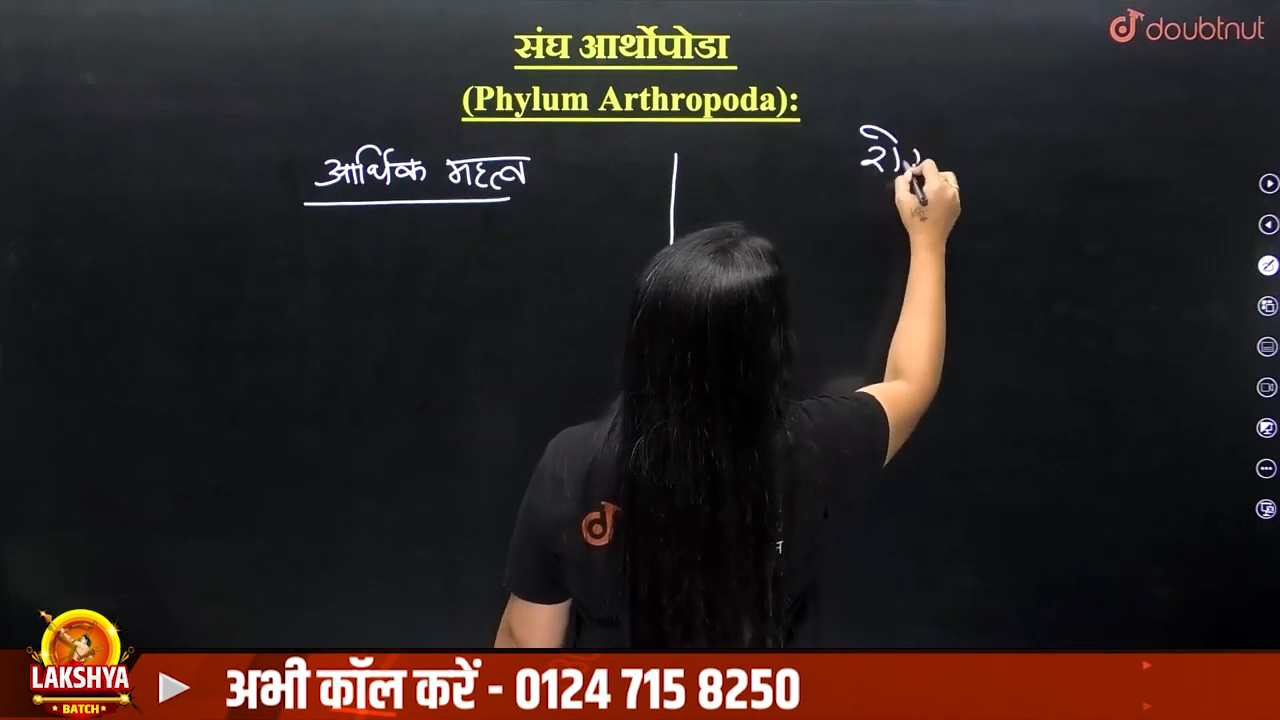 doubtnut
संघ आर्थोपोडा
(Phylum Arthropoda):
आर्थिक महत्व
LAKSHYA
BATCH
अभी कॉल करें - 0124 715 8250